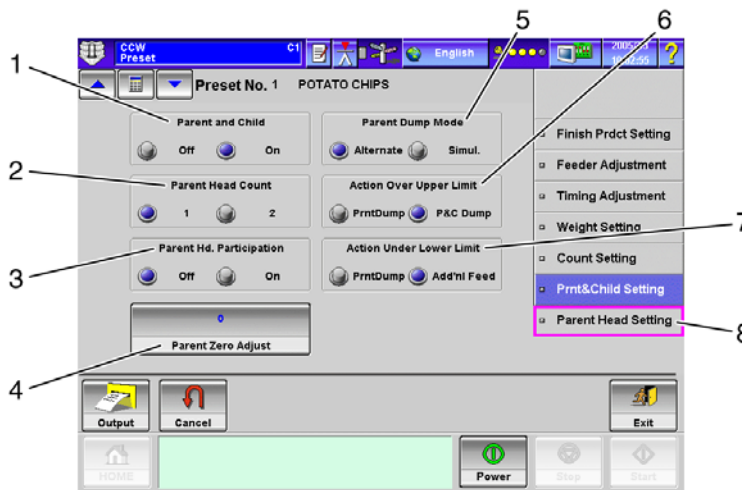 5
6
CCW
Preset
C1
English
1
Preset No. 1 POTATO CHIPS
Parent and Child
Off On
Parent Dump Mode
Alternate Simul.
Finish Prdct Setting
Feeder Adjustment
2
Parent Head Count
1 2
Action Over Upper Limit
PrntDump P&C Dump
Timing Adjustment
Weight Setting
7
3
Parent Hd. Participation
Off On
Action Under Lower Limit
PrntDump Add'nl Feed
Count Setting
Prnt&Child Setting
Parent Head Setting
8
4
0
Parent Zero Adjust
Output
Cancel
Exit
HOME
Power
Stop
Start